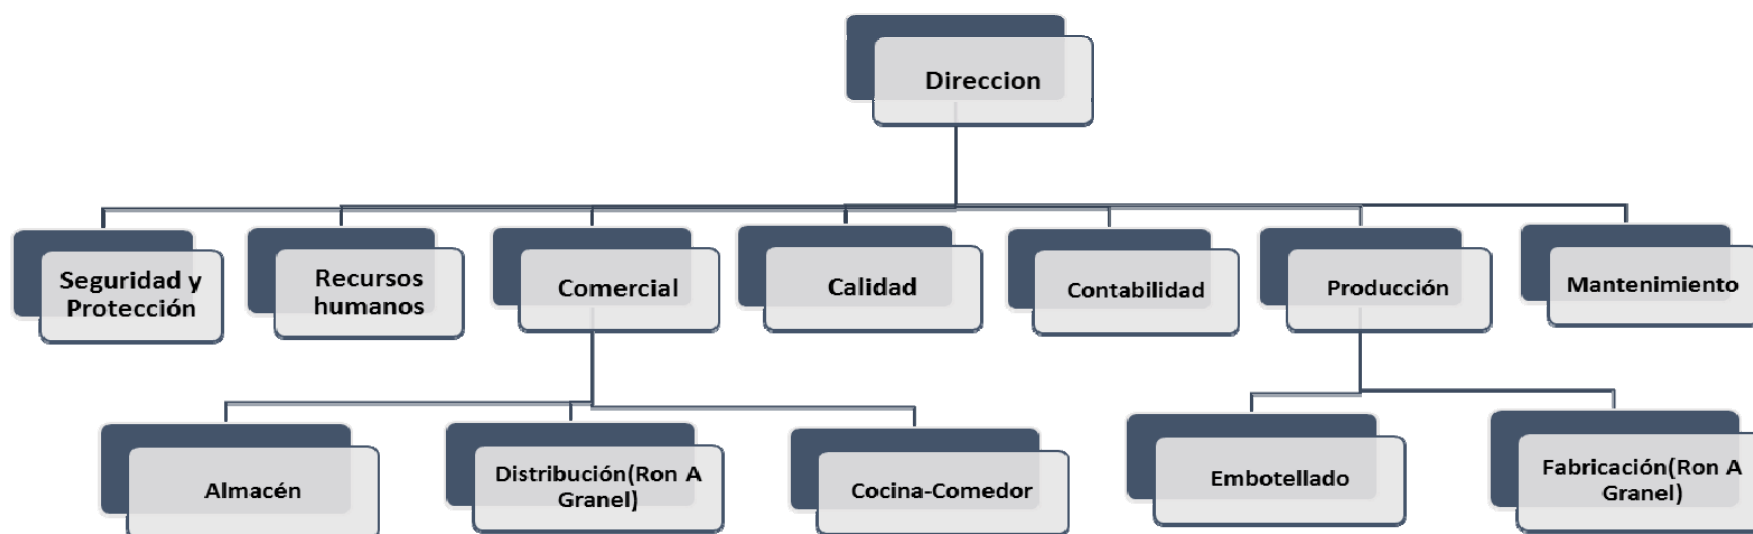 Direccion
Seguridad y
Protección
Recursos
humanos
Comercial
Calidad
Contabilidad
Producción
Mantenimiento
Almacén
Distribución(Ron A
Granel)
Cocina-Comedor
Embotellado
Fabricación(Ron A
Granel)